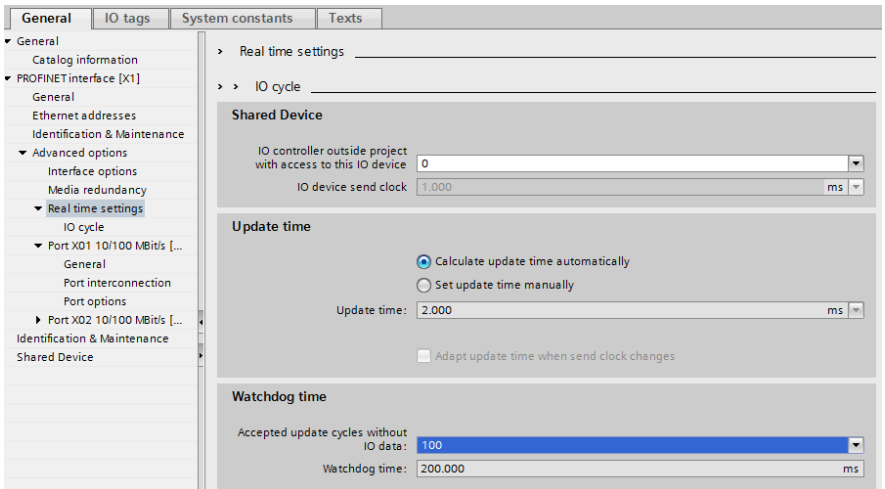 General IO tags System constants Texts
General
Catalog information
PROFINET interface [X1]
General
Ethernet addresses
Identification & Maintenance
Advanced options
Interface options
Media redundancy
Real time settings
IO cycle
Port X01 10/100 MBit/s [...
General
Port interconnection
Port options
Port X02 10/100 MBit/s [...
Identification & Maintenance
Shared Device
Real time settings
IO cycle
Shared Device
IO controller outside project
with access to this IO device 0
IO device send clock 1.000 ms
Update time
Calculate update time automatically
Set update time manually
Update time: 2.000 ms
Adapt update time when send clock changes
Watchdog time
Accepted update cycles without
IO data: 100
Watchdog time: 200.000 ms